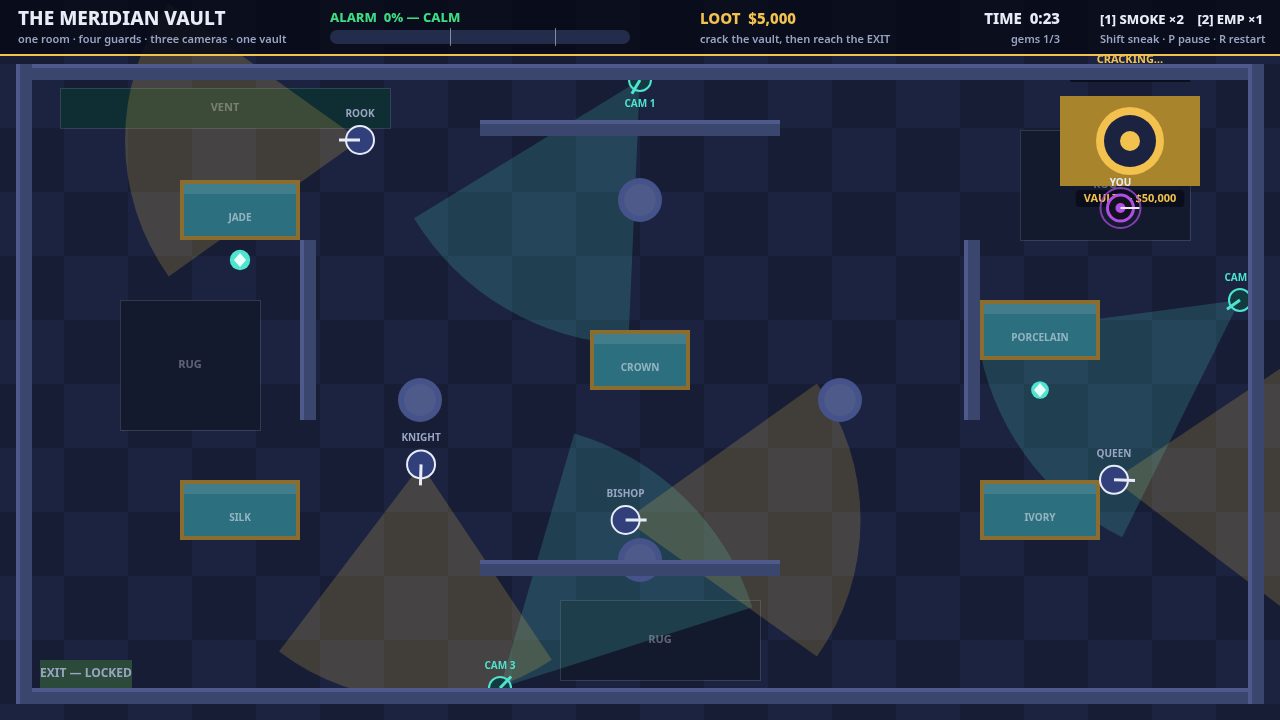 THE MERIDIAN VAULT
one room · four guards · three cameras · one vault
ALARM 0% — CALM
LOOT $5,000
crack the vault, then reach the EXIT
TIME 0:23
gems 1/3
[1] SMOKE ×2 [2] EMP ×1
Shift sneak · P pause · R restart
CRACKING...
VENT
ROOK
CAM 1
YOU
$50,000
JADE
CAM
RUG
CROWN
PORCELAIN
KNIGHT
QUEEN
BISHOP
SILK
IVORY
RUG
CAM 3
EXIT — LOCKED